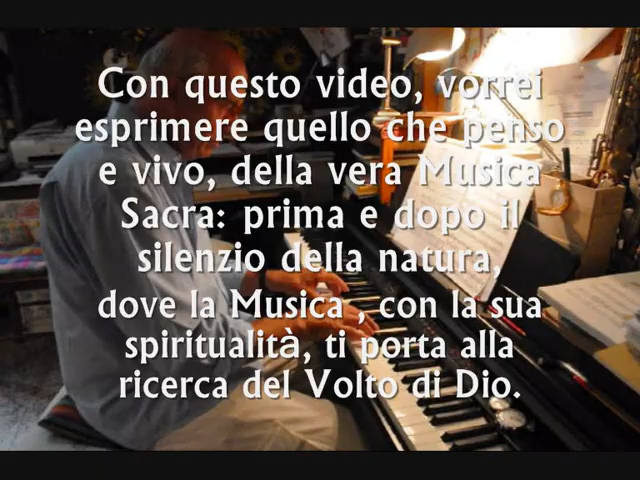 Con questo video, vorrei
esprimere quello che penso
e vivo, della vera Musica
Sacra: prima e dopo il
silenzio della natura,
dove la Musica , con la sua
spiritualità, ti porta alla
ricerca del Volto di Dio.